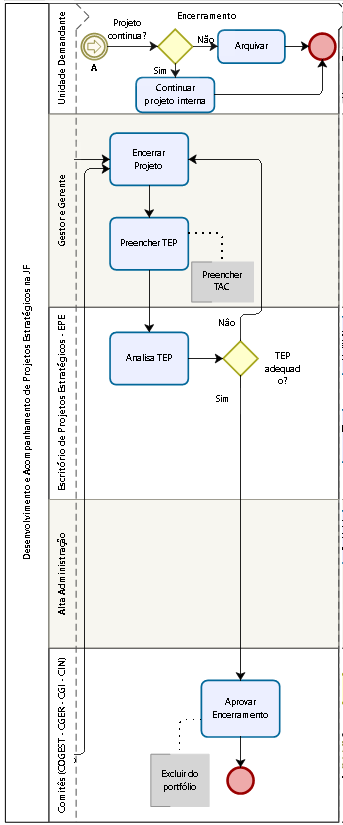 Desenvolvimento e Acompanhamento de Projetos Estratégicos na JF
Encerramento
Unidade Demandante
Projeto
continua?
A
Não
Arquivar
Sim
Continuar
projeto interna
Gestor e Gerente
Encerrar
Projeto
Preencher TEP
Preencher
TAC
Escritório de Projetos Estratégicos - EPE
Não
Analisa TEP
TEP
adequad
o?
Sim
Alta Administração
Comitês (COGEST - CGER - CGI - CIN)
Aprovar
Encerramento
Excluir do
portfólio